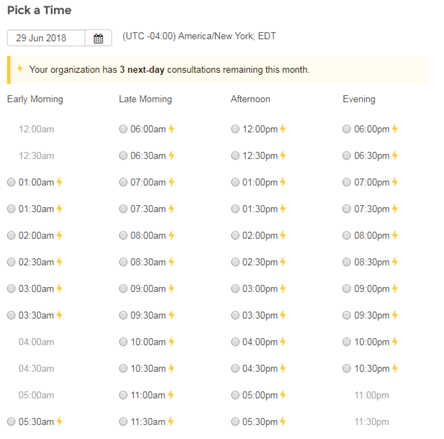 Pick a Time
29 Jun 2018 (UTC -04:00) America/New York; EDT
Your organization has 3 next-day consultations remaining this month.
Early Morning Late Morning Afternoon Evening
12:00am 06:00am 12:00pm 06:00pm
12:30am 06:30am 12:30pm 06:30pm
01:00am 07:00am 01:00pm 07:00pm
01:30am 07:30am 01:30pm 07:30pm
02:00am 08:00am 02:00pm 08:00pm
02:30am 08:30am 02:30pm 08:30pm
03:00am 09:00am 03:00pm 09:00pm
03:30am 09:30am 03:30pm 09:30pm
04:00am 10:00am 04:00pm 10:00pm
04:30am 10:30am 04:30pm 10:30pm
05:00am 11:00am 05:00pm 11:00pm
05:30am 11:30am 05:30pm 11:30pm